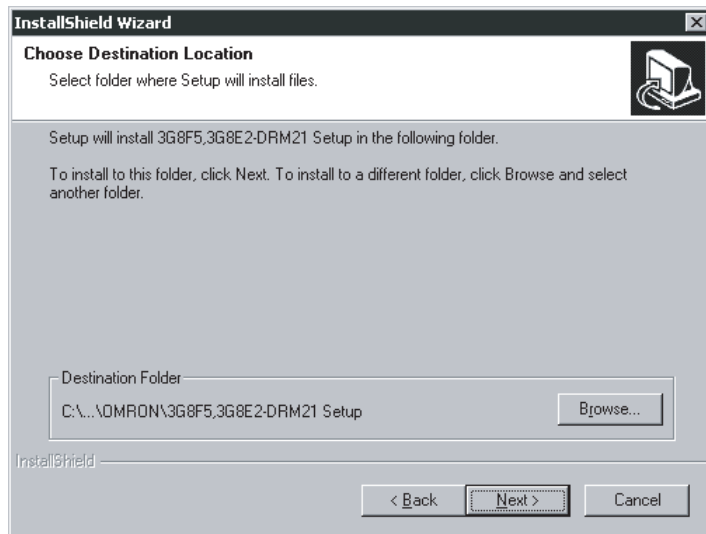 InstallShield Wizard
Choose Destination Location
Select folder where Setup will install files.
Setup will install 3G8F5,3G8E2-DRM21 Setup in the following folder.
To install to this folder, click Next. To install to a different folder, click Browse and select
another folder.
Destination Folder
C:\...\OMRON\3G8F5,3G8E2-DRM21 Setup
Browse...
InstallShield
< Back
Next >
Cancel